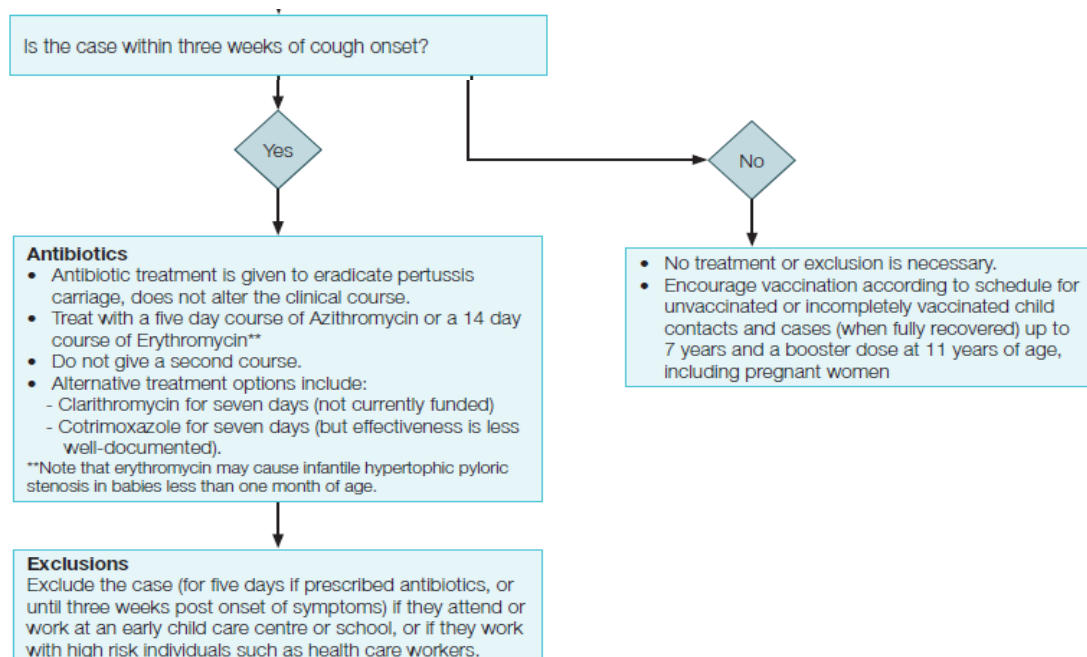 Is the case within three weeks of cough onset?
Yes
No
Antibiotics
• Antibiotic treatment is given to eradicate pertussis
carriage, does not alter the clinical course.
• Treat with a five day course of Azithromycin or a 14 day
course of Erythromycin**
• Do not give a second course.
• Alternative treatment options include:
- Clarithromycin for seven days (not currently funded)
- Cotrimoxazole for seven days (but effectiveness is less
well-documented).
**Note that erythromycin may cause infantile hypertophic pyloric
stenosis in babies less than one month of age.
• No treatment or exclusion is necessary.
• Encourage vaccination according to schedule for
unvaccinated or incompletely vaccinated child
contacts and cases (when fully recovered) up to
7 years and a booster dose at 11 years of age,
including pregnant women
Exclusions
Exclude the case (for five days if prescribed antibiotics, or
until three weeks post onset of symptoms) if they attend or
work at an early child care centre or school, or if they work
with high risk individuals such as health care workers.